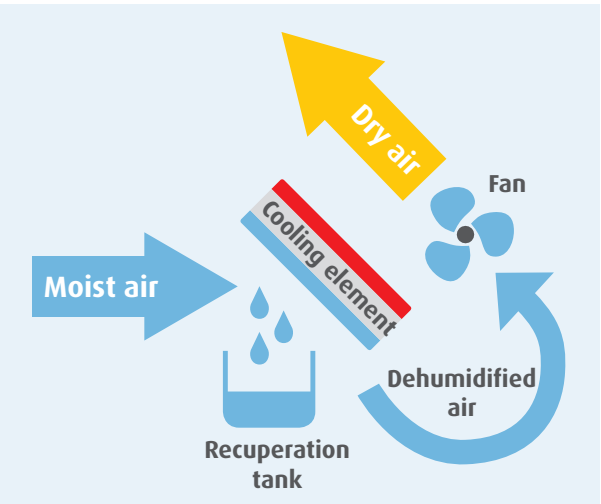 Dry air
Fan
Cooling element
Moist air
Dehumidified
air
Recuperation
tank